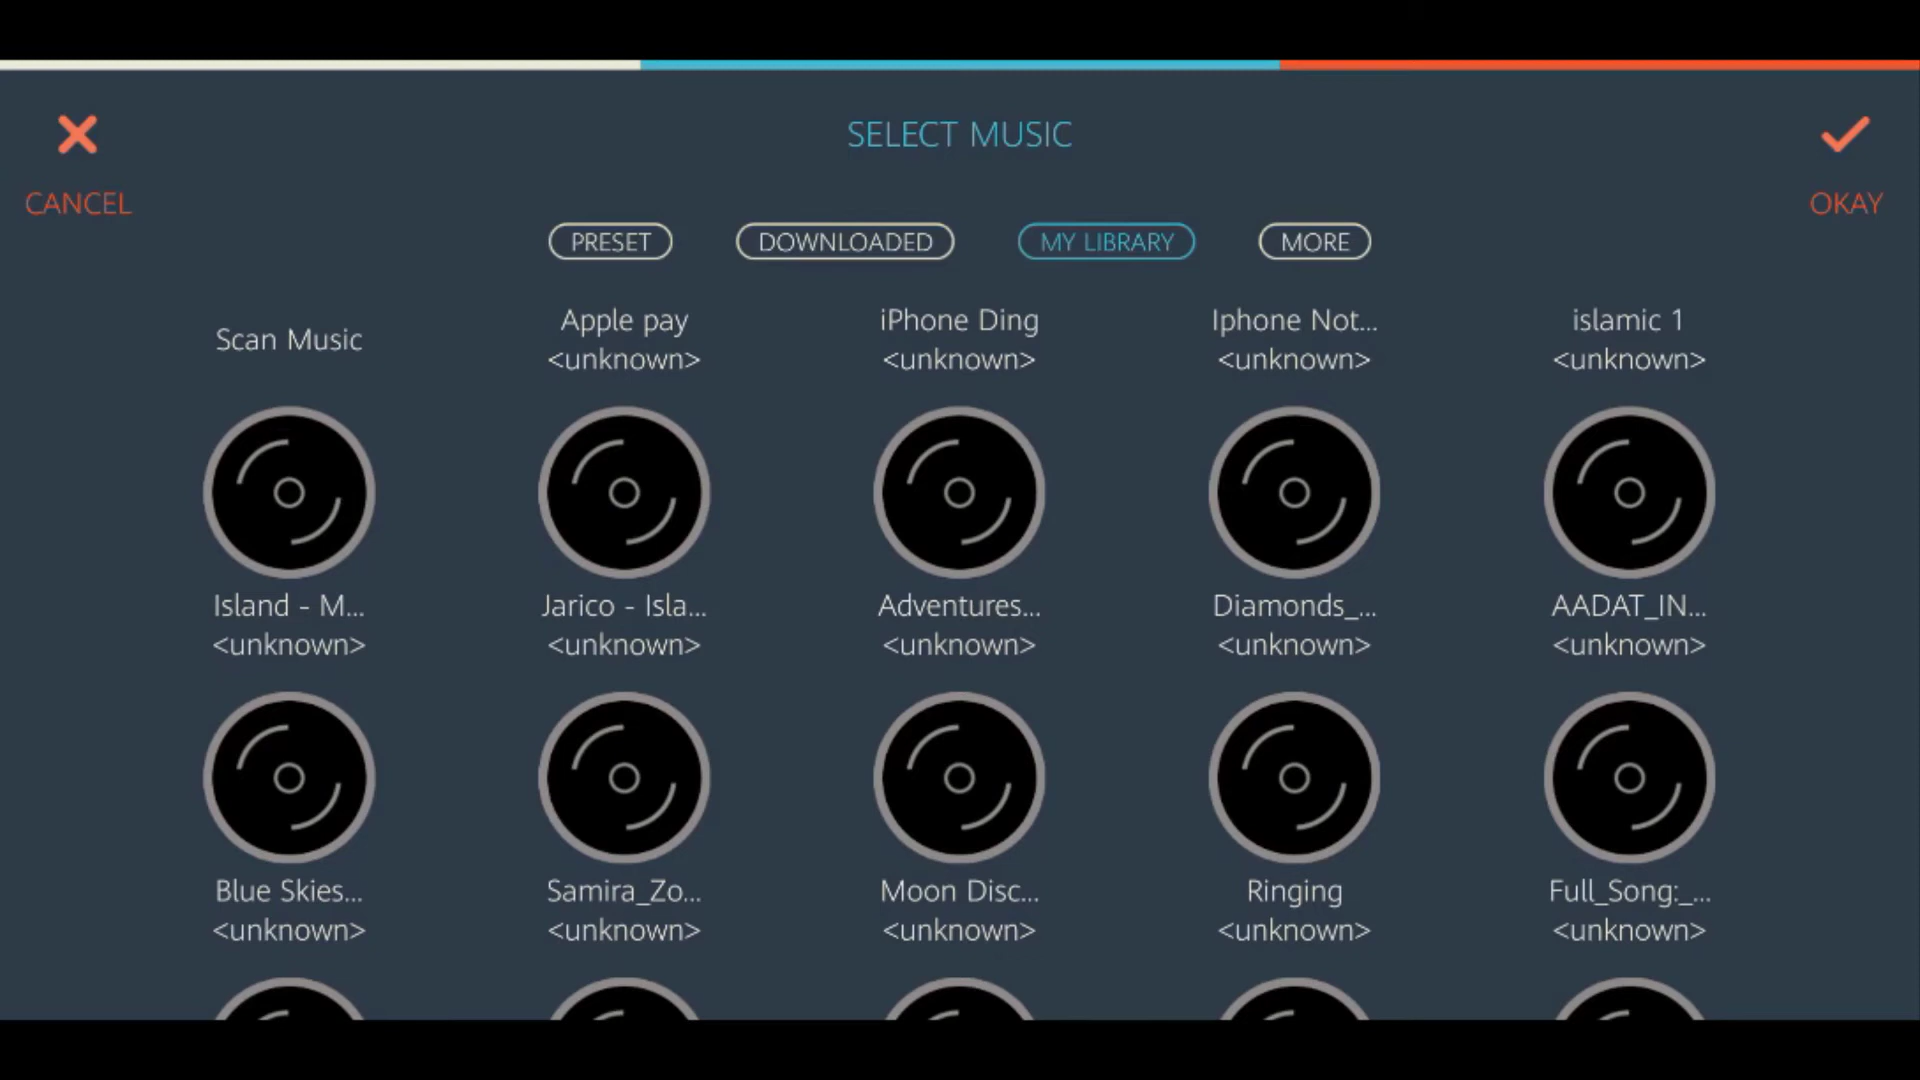 SELECT MUSIC
CANCEL
OKAY
PRESET
DOWNLOADED
MY LIBRARY
MORE
Scan Music
Apple pay
<unknown>
iPhone Ding
<unknown>
Iphone Not...
<unknown>
islamic 1
<unknown>
Island - M...
<unknown>
Jarico - Isla...
<unknown>
Adventures...
<unknown>
Diamonds_...
<unknown>
AADAT_IN...
<unknown>
Blue Skies...
<unknown>
Samira_Zo...
<unknown>
Moon Disc...
<unknown>
Ringing
<unknown>
Full_Song:_...
<unknown>